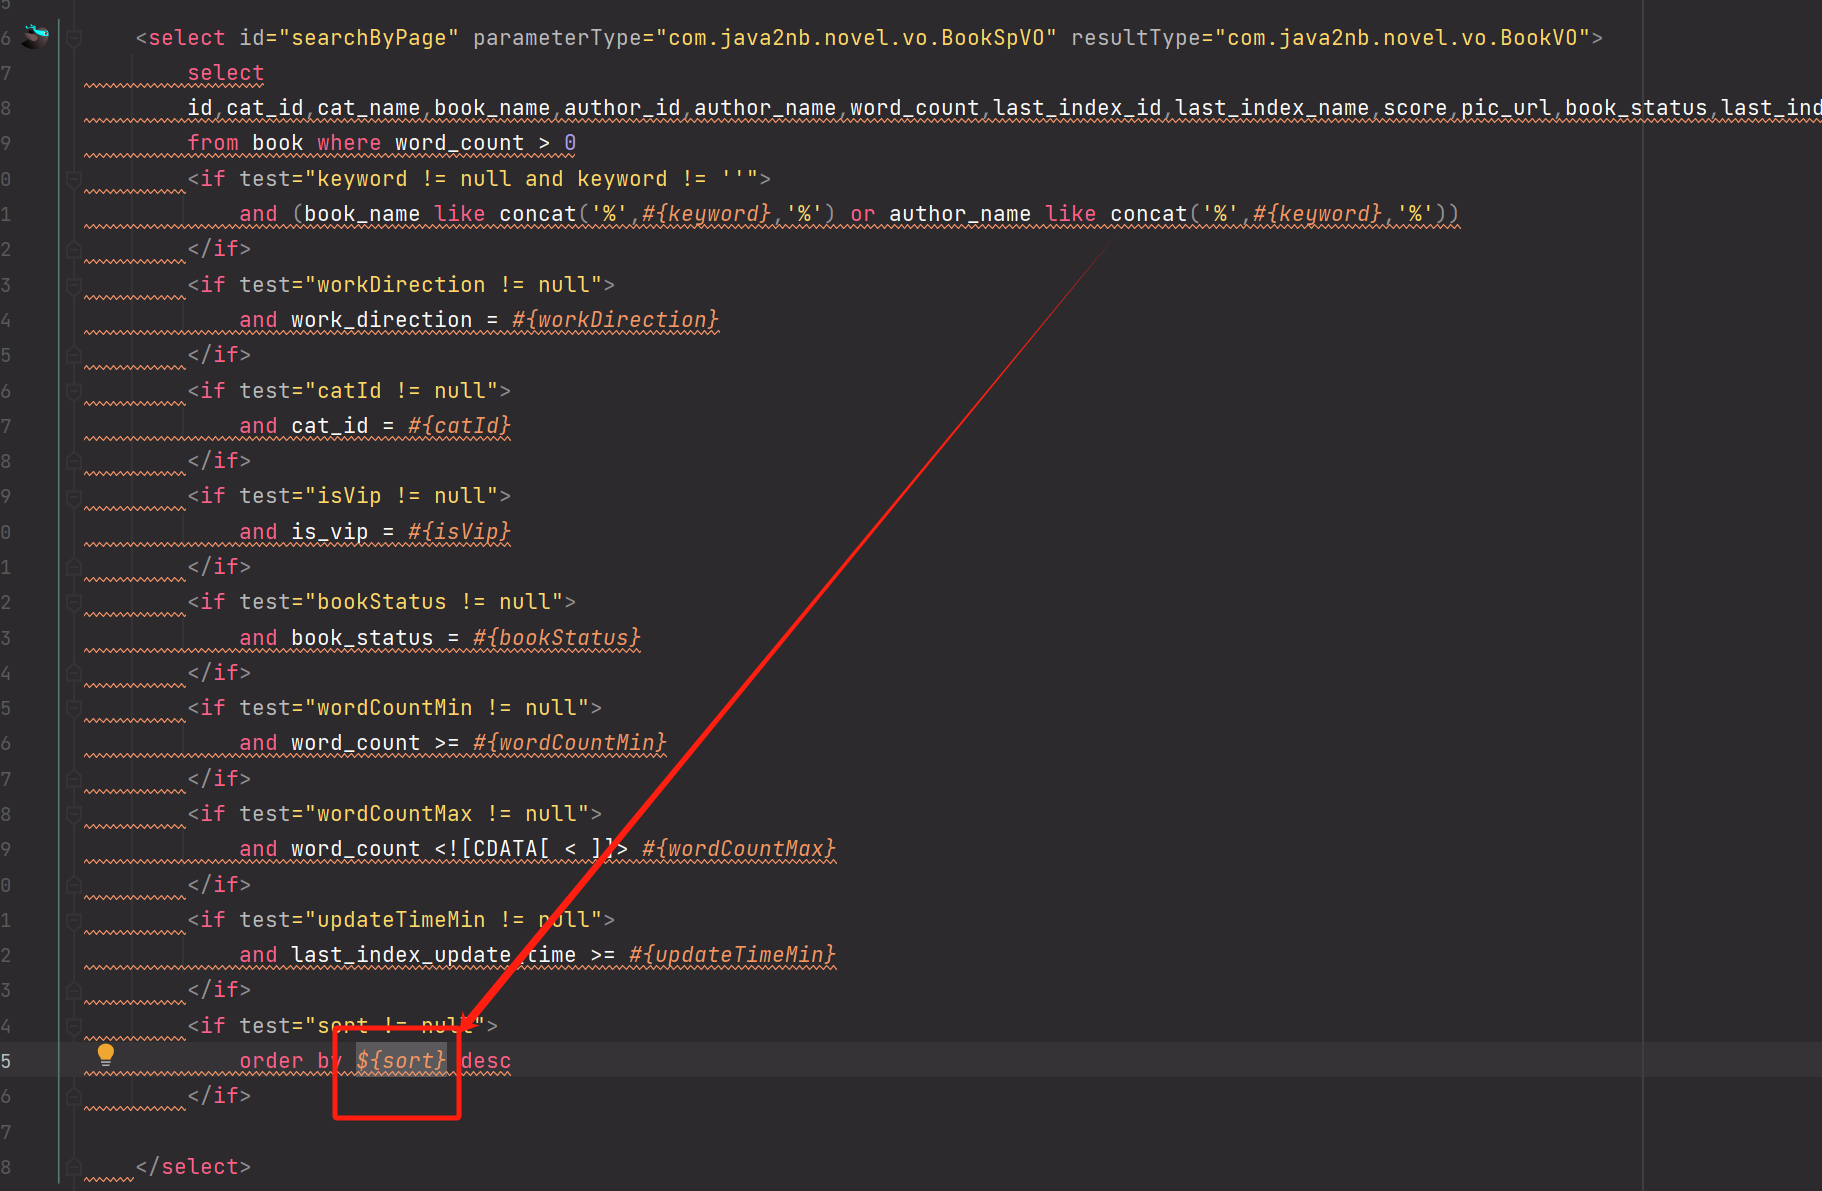 5
6 <select id="searchByPage" parameterType="com.java2nb.novel.vo.BookSpVO" resultType="com.java2nb.novel.vo.BookVO">
7 select
8 id,cat_id,cat_name,book_name,author_id,author_name,word_count,last_index_id,last_index_name,score,pic_url,book_status,last_ind
9 from book where word_count > 0
0 <if test="keyword != null and keyword != ''">
1 and (book_name like concat('%',#{keyword},'%') or author_name like concat('%',#{keyword},'%'))
2 </if>
3 <if test="workDirection != null">
4 and work_direction = #{workDirection}
5 </if>
6 <if test="catId != null">
7 and cat_id = #{catId}
8 </if>
9 <if test="isVip != null">
0 and is_vip = #{isVip}
1 </if>
2 <if test="bookStatus != null">
3 and book_status = #{bookStatus}
4 </if>
5 <if test="wordCountMin != null">
6 and word_count >= #{wordCountMin}
7 </if>
8 <if test="wordCountMax != null">
9 and word_count <![CDATA[ < ]]> #{wordCountMax}
0 </if>
1 <if test="updateTimeMin != null">
2 and last_index_update_time >= #{updateTimeMin}
3 </if>
4 <if test="sort != null">
5 order by ${sort} desc
6 </if>
7
8 </select>